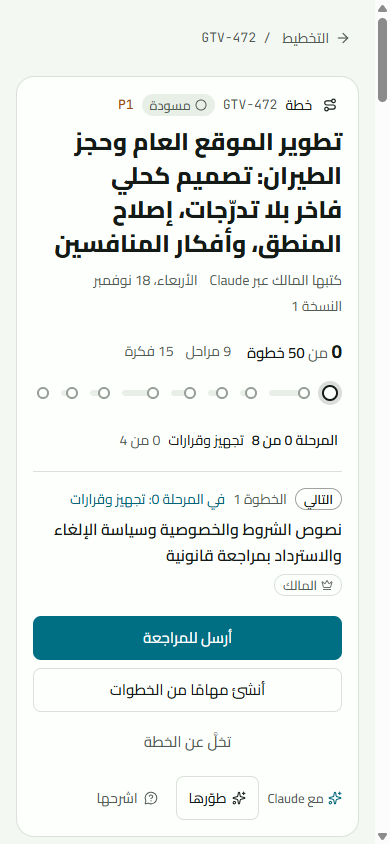 التخطيط / GTV-472
خطة GTV-472 مسودة P1
تطوير الموقع العام وحجز
الطيران: تصميم كحلي
فاخر بلا تدرّجات، إصلاح
المنطق، وأفكار المنافسين
كتبها المالك عبر Claude الأربعاء، 18 نوفمبر
النسخة 1
0 من 50 خطوة 9 مراحل 15 فكرة
المرحلة 0 من 8 تجهيز وقرارات 0 من 4
التالي الخطوة 1 في المرحلة 0: تجهيز وقرارات
نصوص الشروط والخصوصية وسياسة الإلغاء
والاسترداد بمراجعة قانونية
المالك
أرسل للمراجعة
أنشئ مهامًا من الخطوات
تخلَّ عن الخطة
مع Claude طوّرها اشرحها